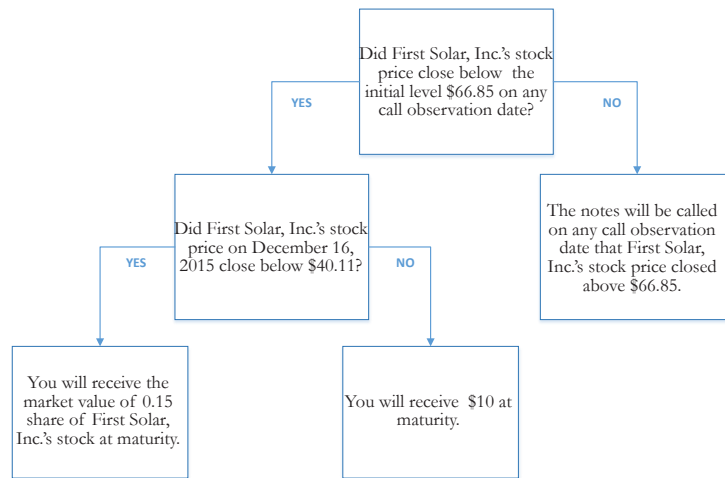 Did First Solar, Inc.'s stock
price close below the
initial level $66.85 on any
call observation date?
YES
NO
Did First Solar, Inc.'s stock
price on December 16,
2015 close below $40.11?
The notes will be called
on any call observation
date that First Solar,
Inc.'s stock price closed
above $66.85.
YES
NO
You will receive the
market value of 0.15
share of First Solar,
Inc.'s stock at maturity.
You will receive $10 at
maturity.